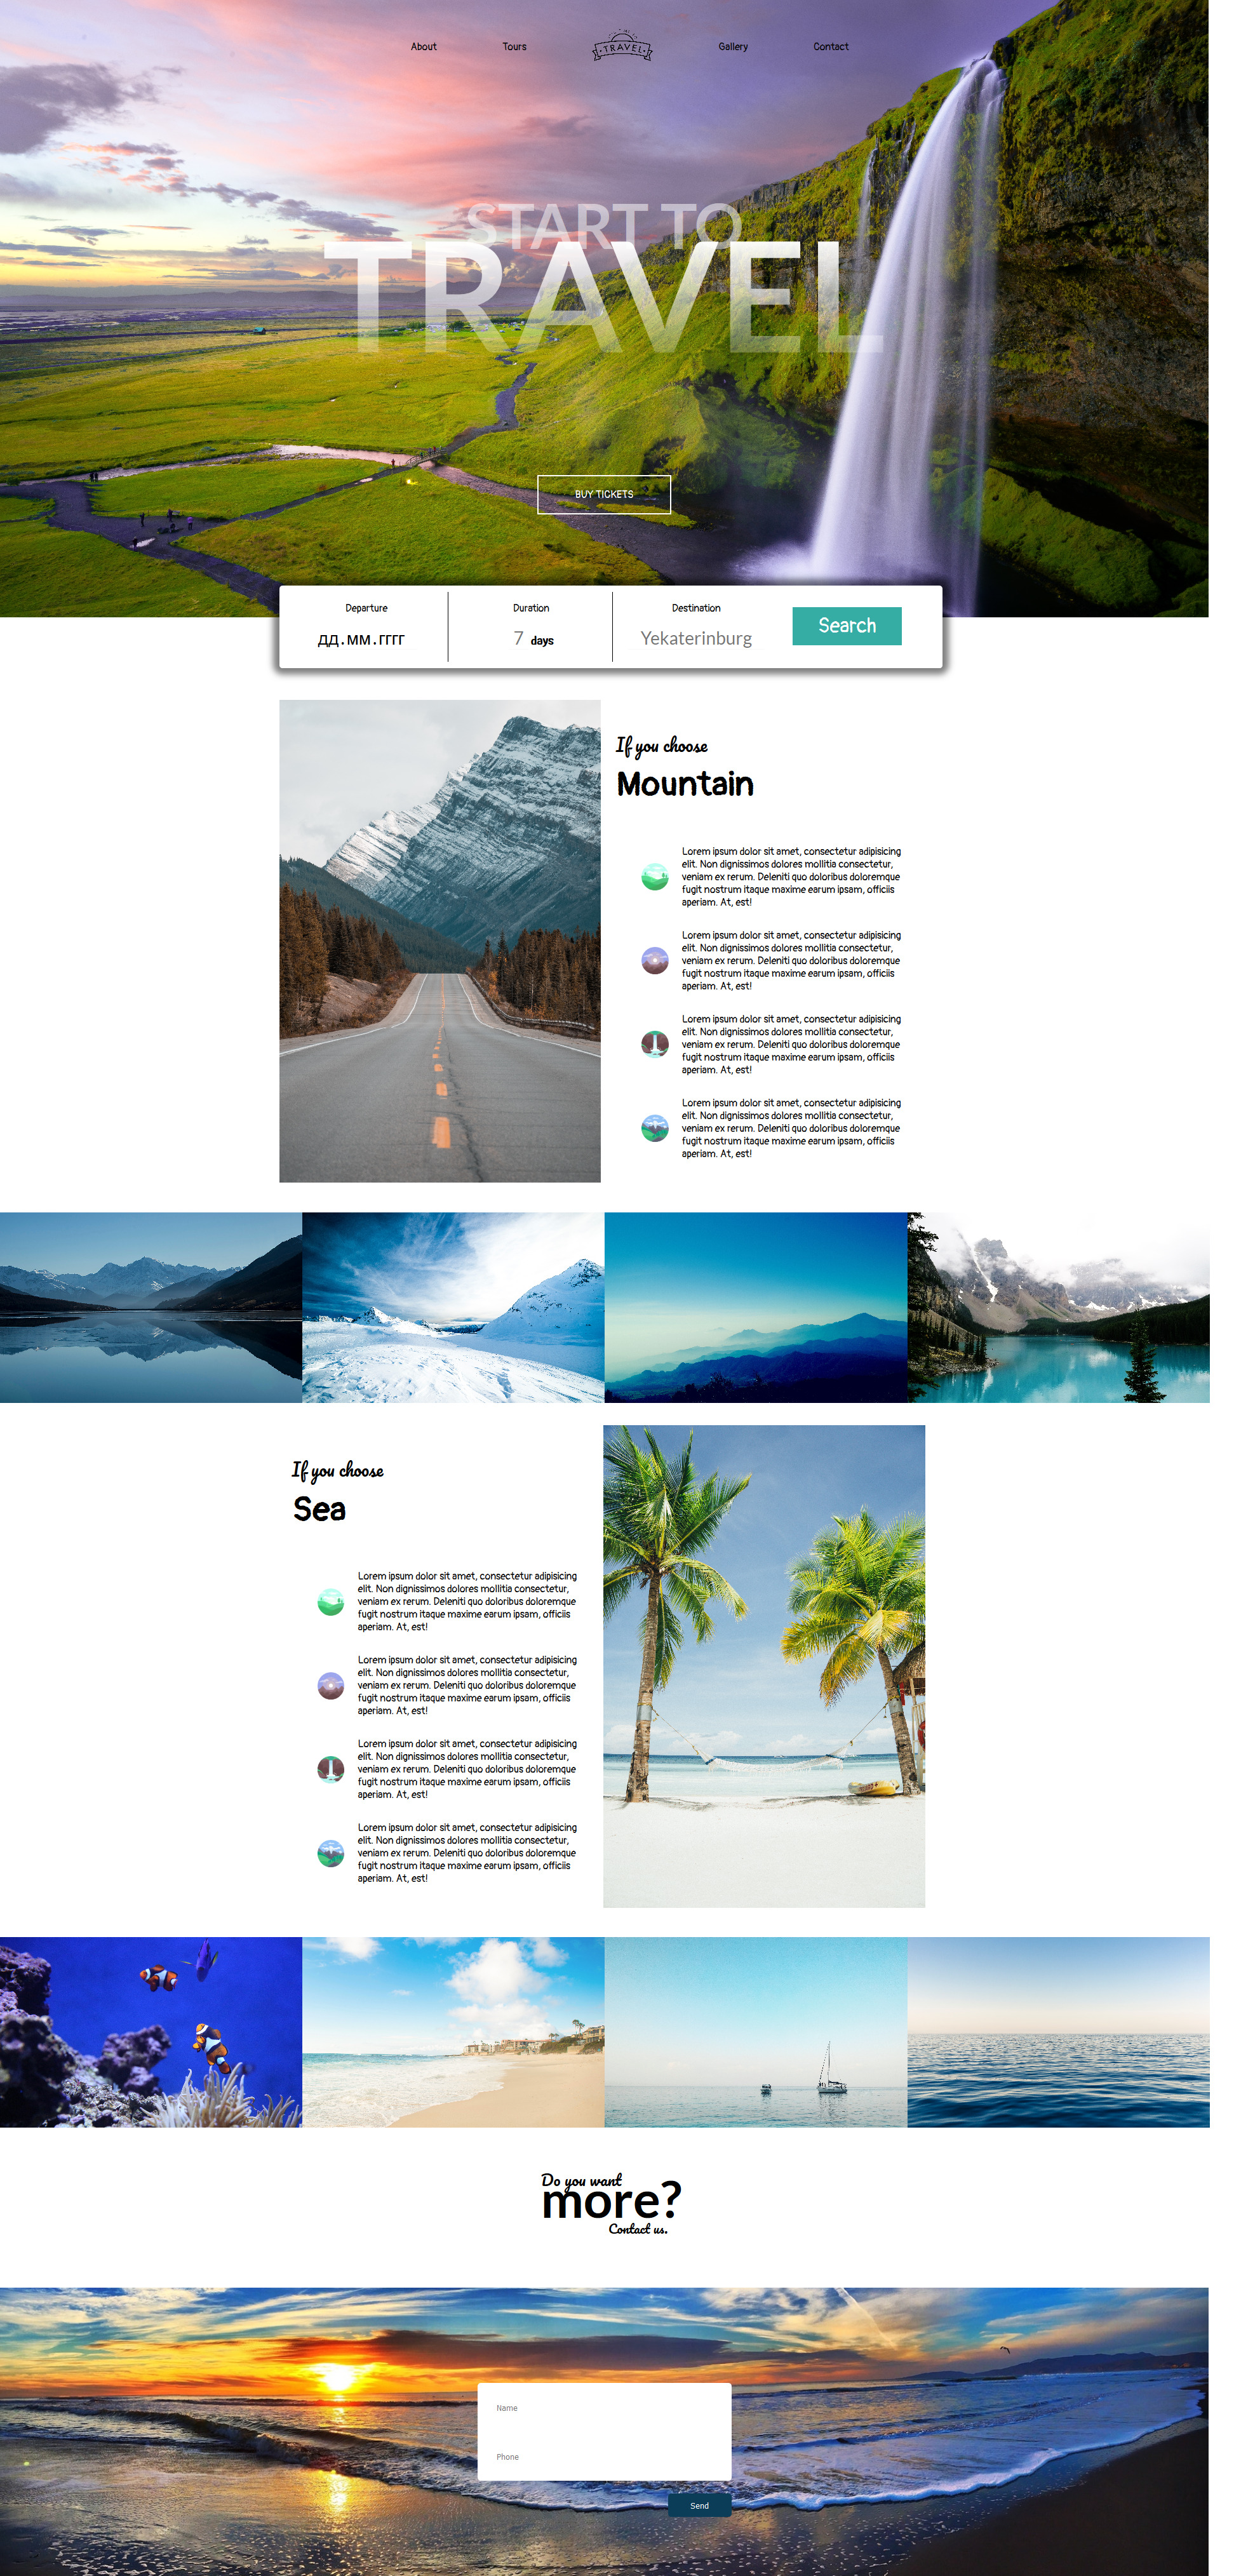 About
Tours
TRAVEL
Gallery
Contact
START TO
TRAVEL
BUY TICKETS
Departure
Duration
Destination
Search
ДД.ММ.ГГГГ
7 days
Yekaterinburg
If you choose
Mountain
Lorem ipsum dolor sit amet, consectetur adipisicing
elit. Non dignissimos dolores mollitia consectetur,
veniam ex rerum. Deleniti quo doloribus doloremque
fugit nostrum itaque maxime earum ipsam, officiis
aperiam. At, est!
Lorem ipsum dolor sit amet, consectetur adipisicing
elit. Non dignissimos dolores mollitia consectetur,
veniam ex rerum. Deleniti quo doloribus doloremque
fugit nostrum itaque maxime earum ipsam, officiis
aperiam. At, est!
Lorem ipsum dolor sit amet, consectetur adipisicing
elit. Non dignissimos dolores mollitia consectetur,
veniam ex rerum. Deleniti quo doloribus doloremque
fugit nostrum itaque maxime earum ipsam, officiis
aperiam. At, est!
Lorem ipsum dolor sit amet, consectetur adipisicing
elit. Non dignissimos dolores mollitia consectetur,
veniam ex rerum. Deleniti quo doloribus doloremque
fugit nostrum itaque maxime earum ipsam, officiis
aperiam. At, est!
If you choose
Sea
Lorem ipsum dolor sit amet, consectetur adipisicing
elit. Non dignissimos dolores mollitia consectetur,
veniam ex rerum. Deleniti quo doloribus doloremque
fugit nostrum itaque maxime earum ipsam, officiis
aperiam. At, est!
Lorem ipsum dolor sit amet, consectetur adipisicing
elit. Non dignissimos dolores mollitia consectetur,
veniam ex rerum. Deleniti quo doloribus doloremque
fugit nostrum itaque maxime earum ipsam, officiis
aperiam. At, est!
Lorem ipsum dolor sit amet, consectetur adipisicing
elit. Non dignissimos dolores mollitia consectetur,
veniam ex rerum. Deleniti quo doloribus doloremque
fugit nostrum itaque maxime earum ipsam, officiis
aperiam. At, est!
Lorem ipsum dolor sit amet, consectetur adipisicing
elit. Non dignissimos dolores mollitia consectetur,
veniam ex rerum. Deleniti quo doloribus doloremque
fugit nostrum itaque maxime earum ipsam, officiis
aperiam. At, est!
Do you want
more?
Contact us.
Name
Phone
Send